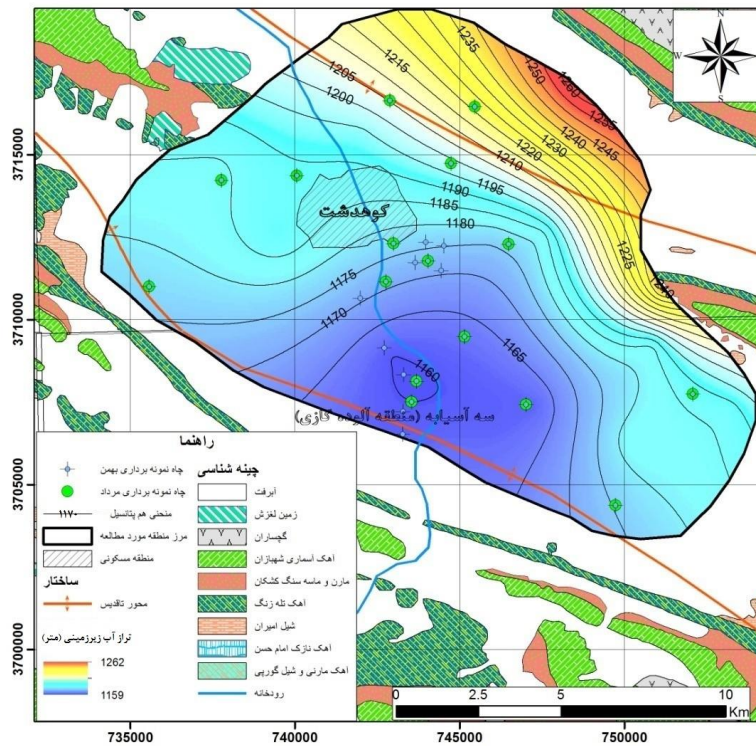 N
W
E
S
1235
1215
1250
1205
1260
1200
1255
1240
1245
1230
1220
1210
1190
1195
1185
1180
1225
1210
1175
1170
1165
1160
کوهدشت
سه آسیابه (منطقه آلوده گازی)
3715000
3710000
3705000
3700000
735000
740000
745000
750000
راهنما
چاه نمونه برداری بهمن
چاه نمونه برداری مرداد
منحنی هم پتانسیل
۱۱۷۰
مرز منطقه مورد مطالعه
منطقه مسکونی
ساختار
محور تاقدیس
تراز آب زیرزمینی (متر)
1262
1159
چینه شناسی
آبرفت
زمین لغزش
گچساران
آهک آسماری شهبازان
مارن و ماسه سنگ کشکان
آهک تله زنگ
شیل امیران
آهک نازک امام حسن
آهک مارنی و شیل گورپی
رودخانه
0 2.5 5 10
Km